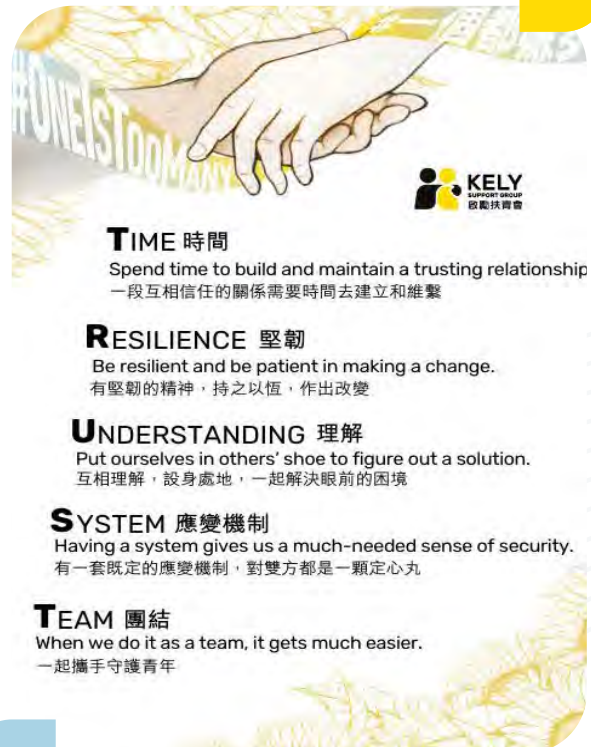 #ONEISTOOMANY
KELY
SUPPORT GROUP
啟勵扶青會
TIME 時間
Spend time to build and maintain a trusting relationship
一段互相信任的關係需要時間去建立和維繫
RESILIENCE 堅韌
Be resilient and be patient in making a change.
有堅韌的精神,持之以恆,作出改變
UNDERSTANDING 理解
Put ourselves in others' shoe to figure out a solution.
互相理解,設身處地,一起解決眼前的困境
SYSTEM 應變機制
Having a system gives us a much-needed sense of security.
有一套既定的應變機制,對雙方都是一顆定心丸
TEAM 團結
When we do it as a team, it gets much easier.
一起攜手守護青年